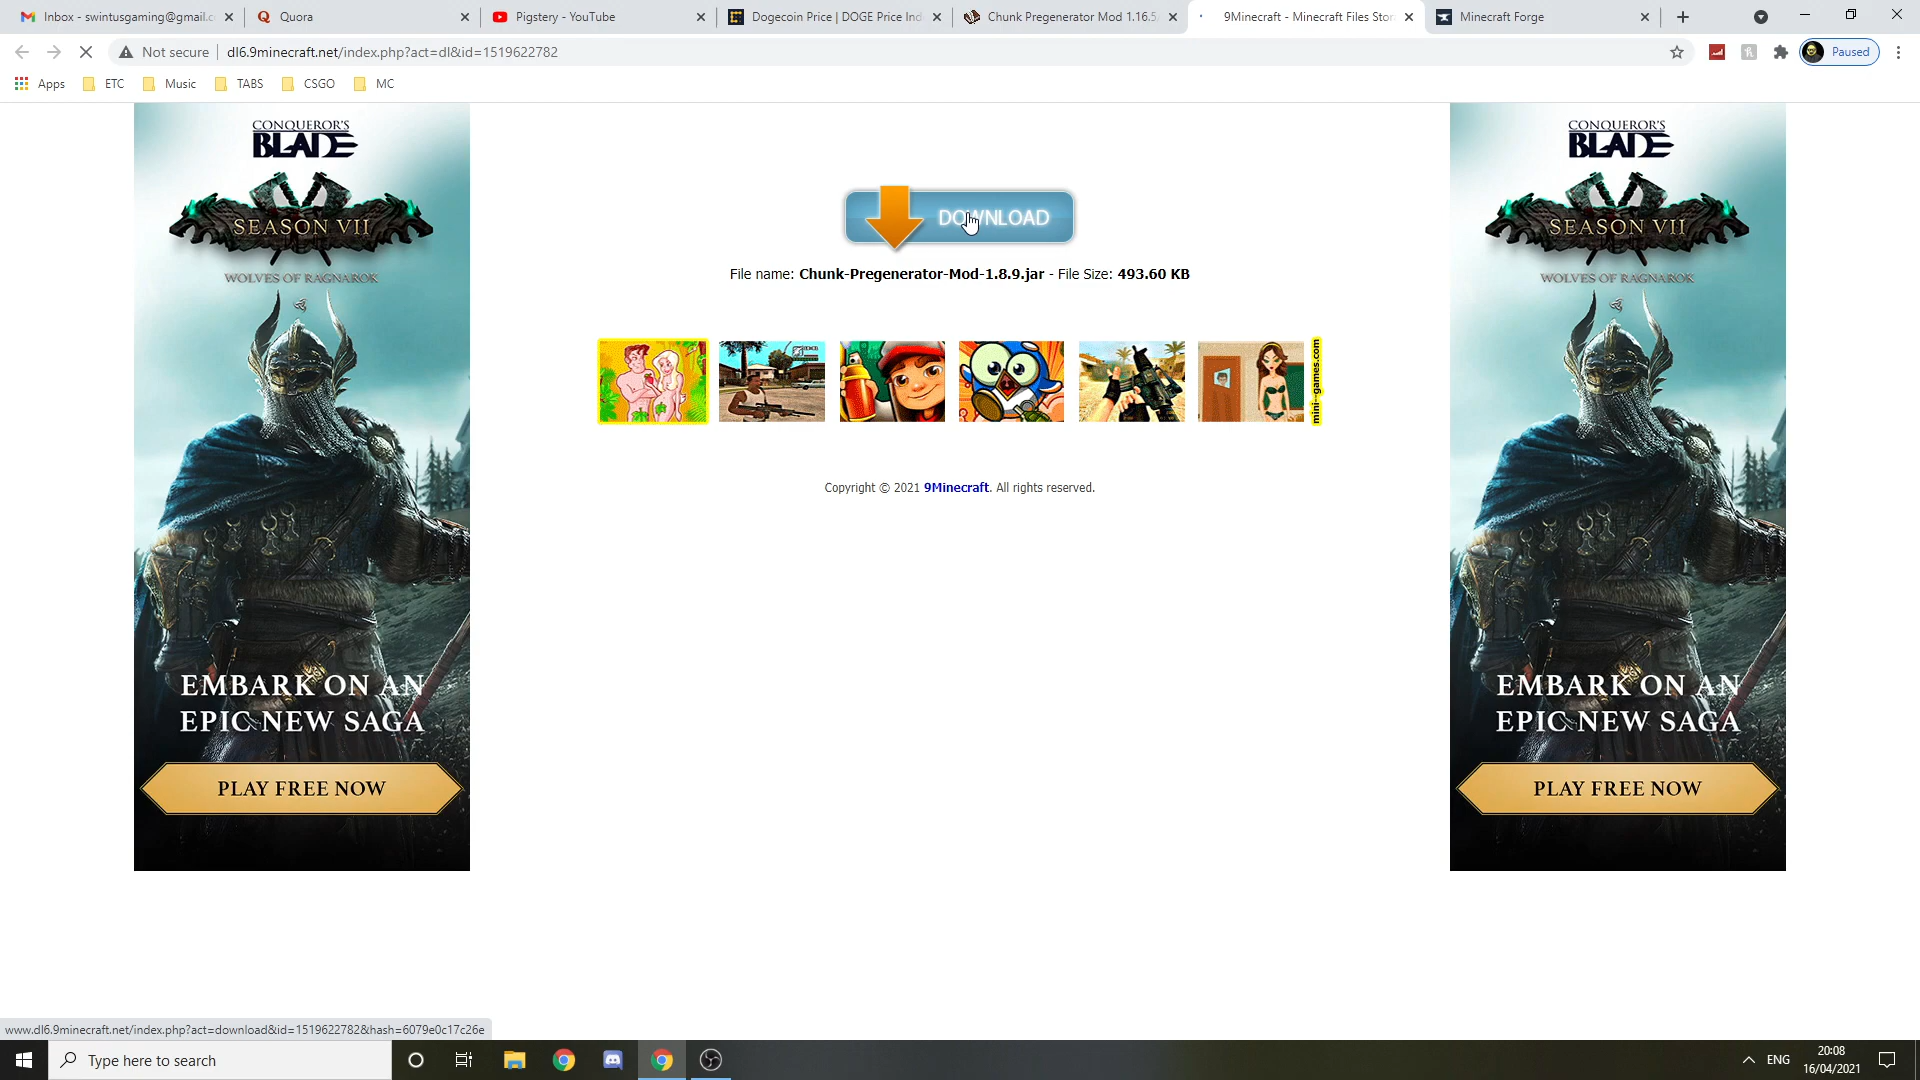 Inbox - swintusgaming@gmail.c
Quora
Pigstery - YouTube
Dogecoin Price | DOGE Price Ind
Chunk Pregenerator Mod 1.16.5
9Minecraft - Minecraft Files Stor
Minecraft Forge
Not secure
dl6.9minecraft.net/index.php?act=dl&id=1519622782
Paused
Apps
ETC
Music
TABS
CSGO
MC
CONQUEROR'S
BLADE
SEASON VII
WOLVES OF RAGNAROK
EMBARK ON AN
EPIC NEW SAGA
PLAY FREE NOW
DOWNLOAD
File name: Chunk-Pregenerator-Mod-1.8.9.jar - File Size: 493.60 KB
mini-games.com
Copyright © 2021 9Minecraft. All rights reserved.
CONQUEROR'S
BLADE
SEASON VII
WOLVES OF RAGNAROK
EMBARK ON AN
EPIC NEW SAGA
PLAY FREE NOW
www.dl6.9minecraft.net/index.php?act=download&id=1519622782&hash=6079e0c17c26e
Type here to search
ENG
20:08
16/04/2021